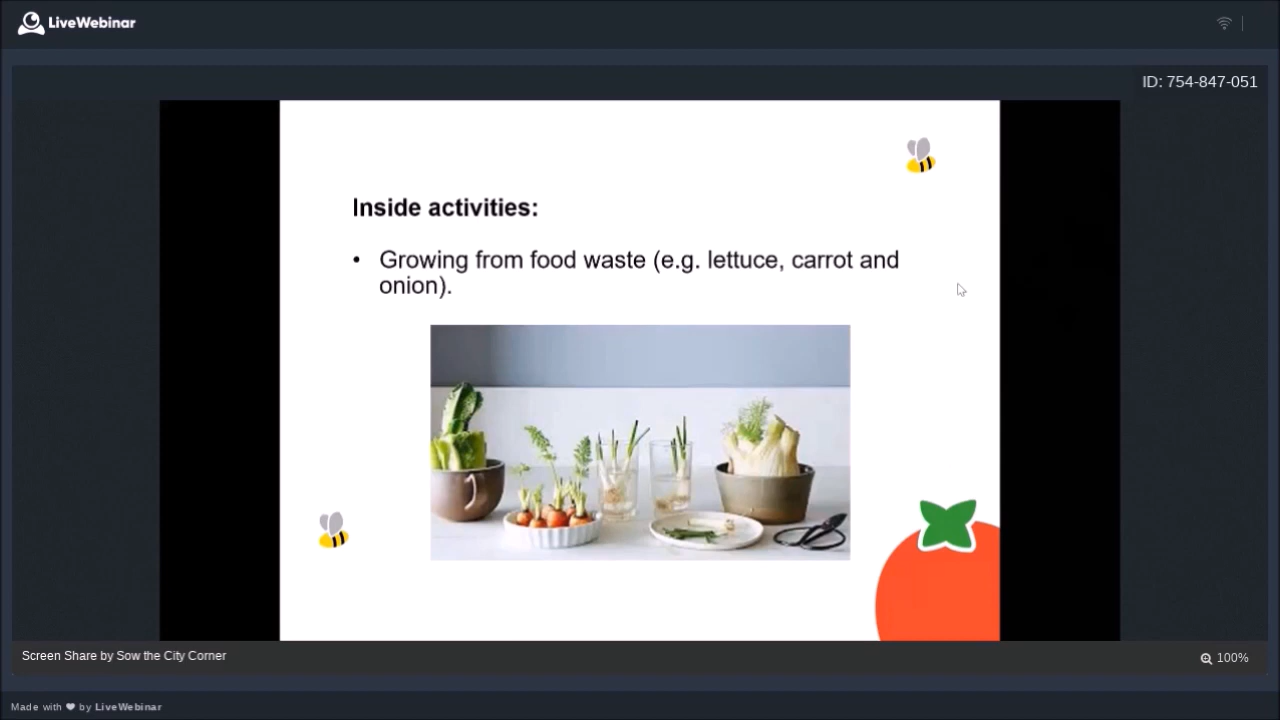 LiveWebinar
ID: 754-847-051
Inside activities:
• Growing from food waste (e.g. lettuce, carrot and
onion).
Screen Share by Sow the City Corner
100%
Made with ❤ by LiveWebinar